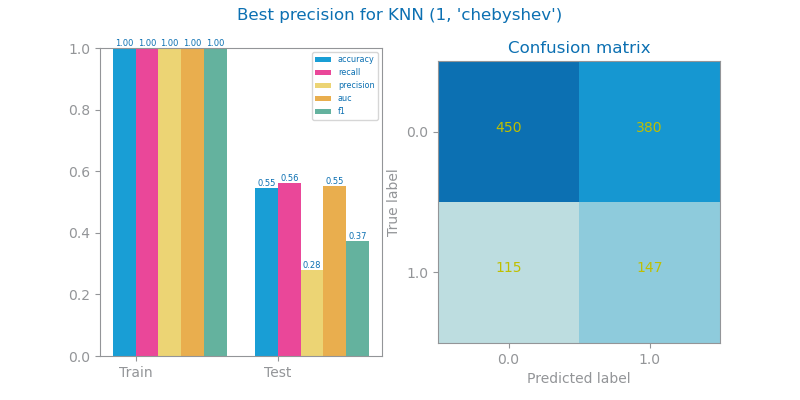 Best precision for KNN (1, 'chebyshev')
1.0
0.8
0.6
0.4
0.2
0.0
1.00 1.00 1.00 1.00 1.00
0.55 0.56 0.28 0.55 0.37
accuracy
recall
precision
auc
f1
Train Test
Confusion matrix
True label
0.0
1.0
450 380
115 147
0.0 1.0
Predicted label